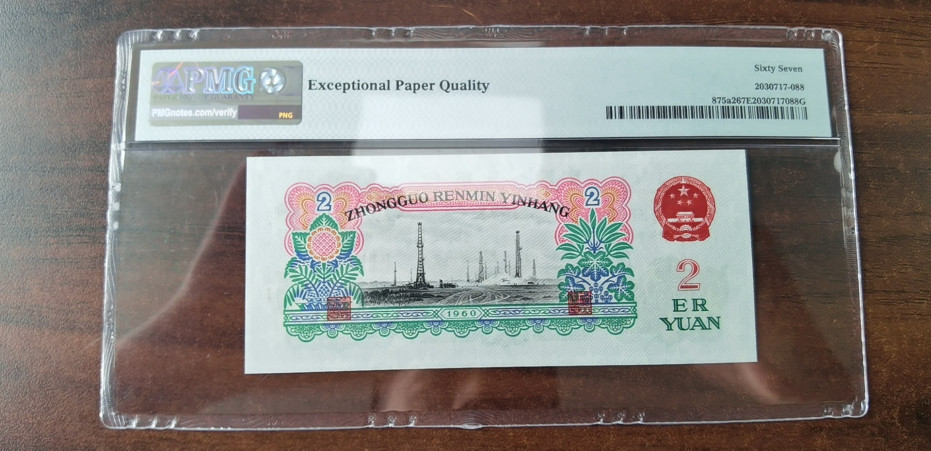 PMG
Exceptional Paper Quality
Sixty Seven
2030717-088
875a267E2030717088G
PMGnotes.com/verify
PNG
2
ZHONGGUO RENMIN YINHANG
2
1960
2
ER
YUAN